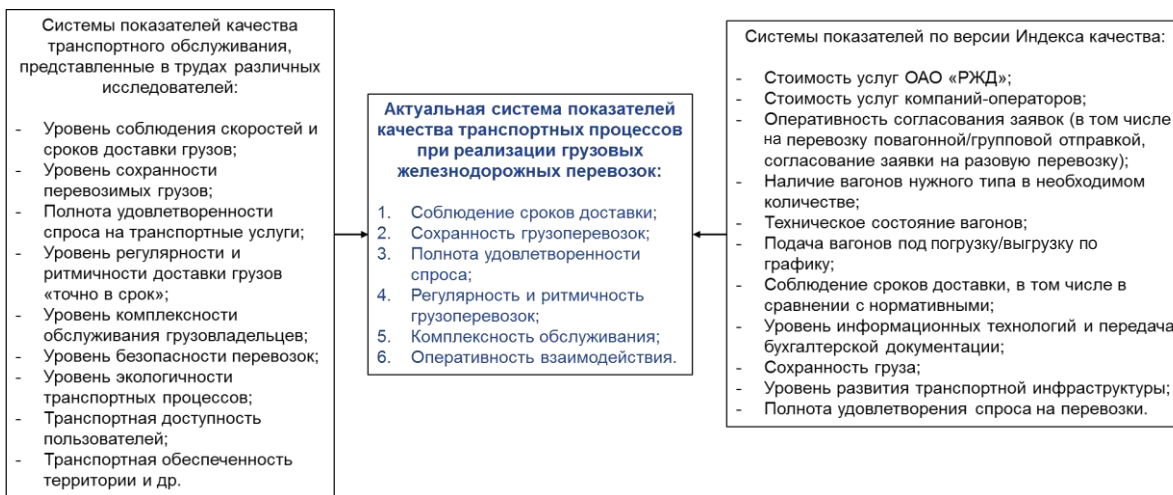 Системы показателей качества
транспортного обслуживания,
представленные в трудах различных
исследователей:
- Уровень соблюдения скоростей и
сроков доставки грузов;
- Уровень сохранности
перевозимых грузов;
- Полнота удовлетворенности
спроса на транспортные услуги;
- Уровень регулярности и
ритмичности доставки грузов
«точно в срок»;
- Уровень комплексности
обслуживания грузовладельцев;
- Уровень безопасности перевозок;
- Уровень экологичности
транспортных процессов;
- Транспортная доступность
пользователей;
- Транспортная обеспеченность
территории и др.
Актуальная система показателей
качества транспортных процессов
при реализации грузовых
железнодорожных перевозок:
1. Соблюдение сроков доставки;
2. Сохранность грузоперевозок;
3. Полнота удовлетворенности
спроса;
4. Регулярность и ритмичность
грузоперевозок;
5. Комплексность обслуживания;
6. Оперативность взаимодействия.
Системы показателей по версии Индекса качества:
- Стоимость услуг ОАО «РЖД»;
- Стоимость услуг компаний-операторов;
- Оперативность согласования заявок (в том числе
на перевозку повагонной/групповой отправкой,
согласование заявки на разовую перевозку);
- Наличие вагонов нужного типа в необходимом
количестве;
- Техническое состояние вагонов;
- Подача вагонов под погрузку/выгрузку по
графику;
- Соблюдение сроков доставки, в том числе в
сравнении с нормативными;
- Уровень информационных технологий и передача
бухгалтерской документации;
- Сохранность груза;
- Уровень развития транспортной инфраструктуры;
- Полнота удовлетворения спроса на перевозки.